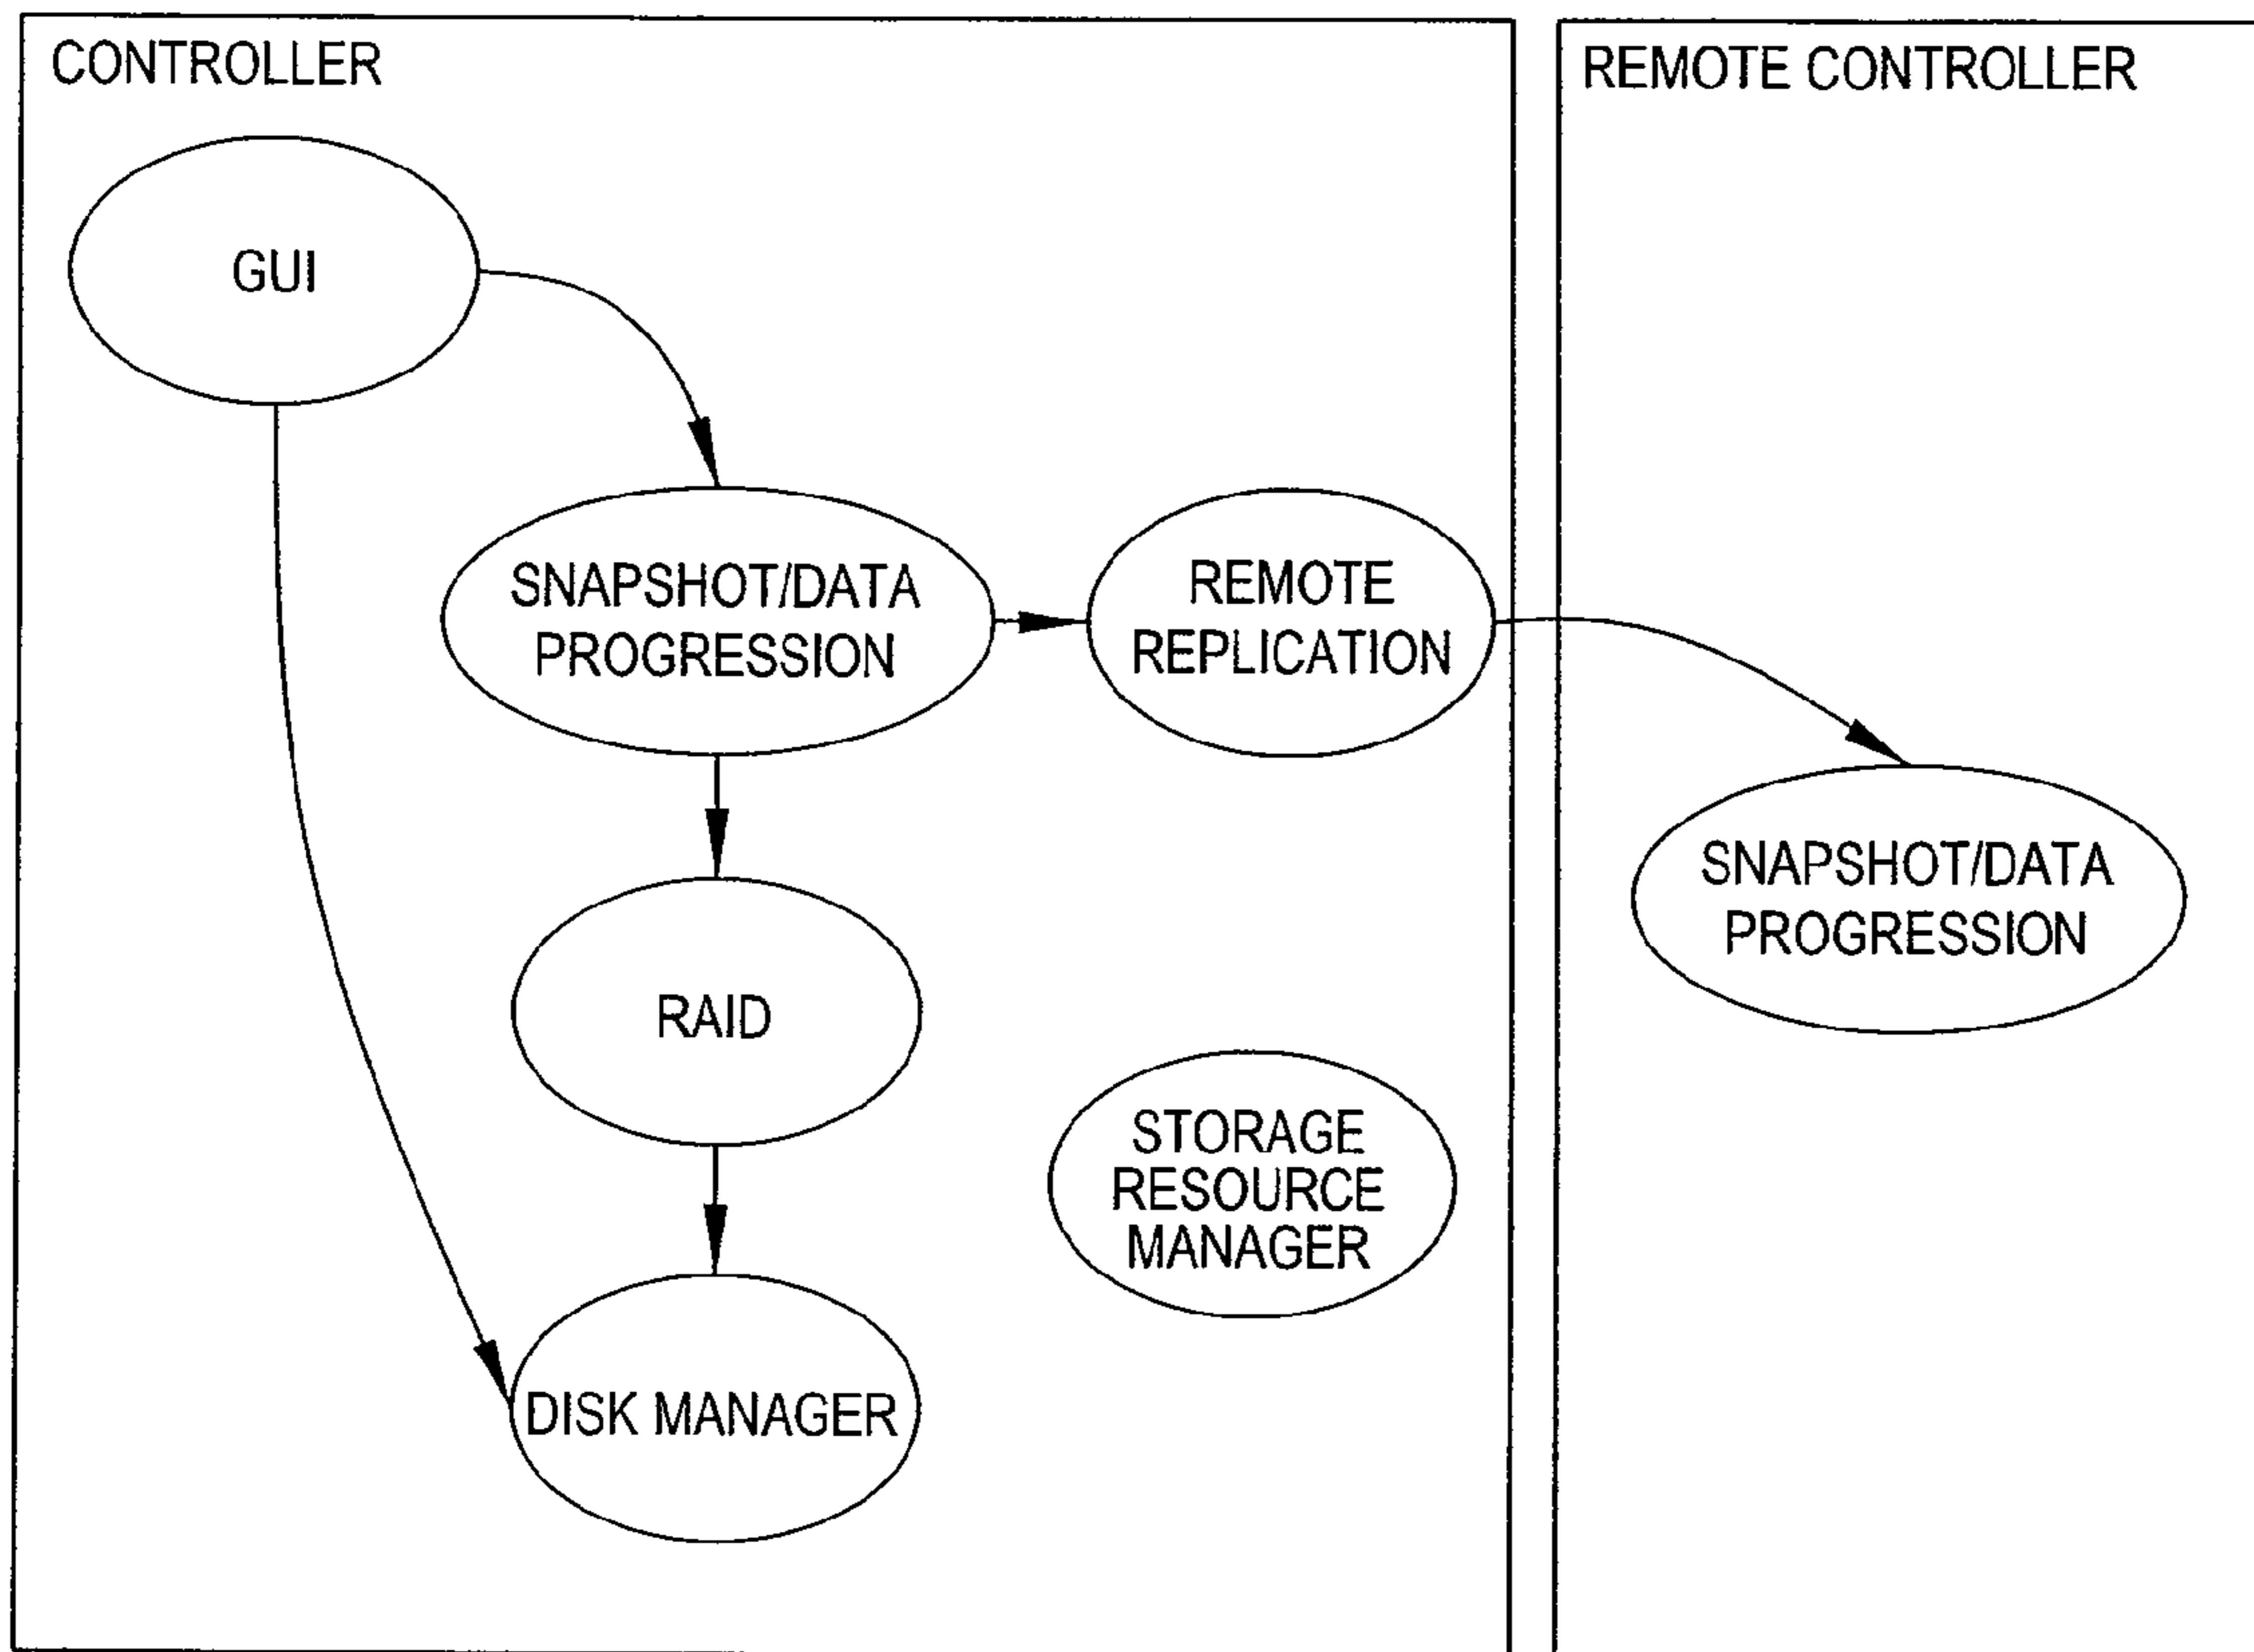 CONTROLLER
REMOTE CONTROLLER
GUI
SNAPSHOT/DATA
PROGRESSION
REMOTE
REPLICATION
SNAPSHOT/DATA
PROGRESSION
RAID
STORAGE
RESOURCE
MANAGER
DISK MANAGER